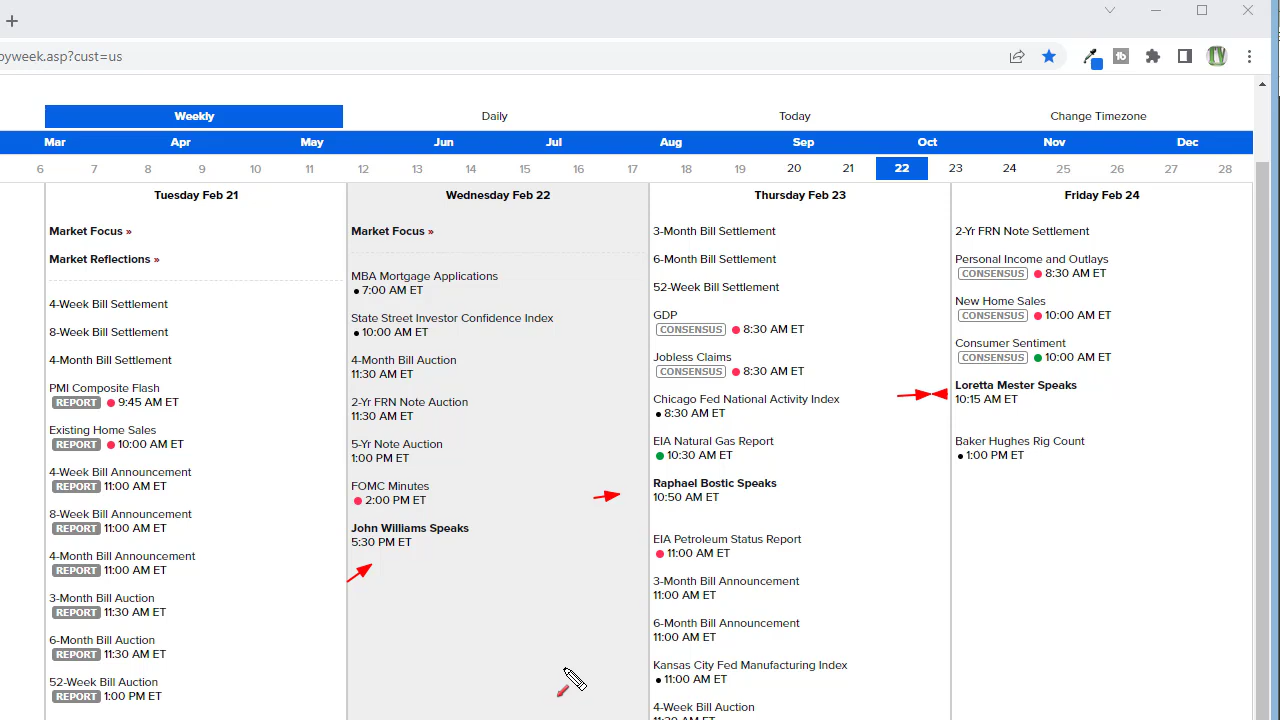 byweek.asp?cust=us
Weekly
Daily
Today
Change Timezone
Mar
Apr
May
Jun
Jul
Aug
Sep
Oct
Nov
Dec
6 7 8 9 10 11 12 13 14 15 16 17 18 19 20 21 22 23 24 25 26 27 28
Tuesday Feb 21
Market Focus »
Market Reflections »
4-Week Bill Settlement
8-Week Bill Settlement
4-Month Bill Settlement
PMI Composite Flash
REPORT 9:45 AM ET
Existing Home Sales
REPORT 10:00 AM ET
4-Week Bill Announcement
REPORT 11:00 AM ET
8-Week Bill Announcement
REPORT 11:00 AM ET
4-Month Bill Announcement
REPORT 11:00 AM ET
3-Month Bill Auction
REPORT 11:30 AM ET
6-Month Bill Auction
REPORT 11:30 AM ET
52-Week Bill Auction
REPORT 1:00 PM ET
Wednesday Feb 22
Market Focus »
MBA Mortgage Applications
7:00 AM ET
State Street Investor Confidence Index
10:00 AM ET
4-Month Bill Auction
11:30 AM ET
2-Yr FRN Note Auction
11:30 AM ET
5-Yr Note Auction
1:00 PM ET
FOMC Minutes
2:00 PM ET
John Williams Speaks
5:30 PM ET
Thursday Feb 23
3-Month Bill Settlement
6-Month Bill Settlement
52-Week Bill Settlement
GDP
CONSENSUS 8:30 AM ET
Jobless Claims
CONSENSUS 8:30 AM ET
Chicago Fed National Activity Index
8:30 AM ET
EIA Natural Gas Report
10:30 AM ET
Raphael Bostic Speaks
10:50 AM ET
EIA Petroleum Status Report
11:00 AM ET
3-Month Bill Announcement
11:00 AM ET
6-Month Bill Announcement
11:00 AM ET
Kansas City Fed Manufacturing Index
11:00 AM ET
4-Week Bill Auction
Friday Feb 24
2-Yr FRN Note Settlement
Personal Income and Outlays
CONSENSUS 8:30 AM ET
New Home Sales
CONSENSUS 10:00 AM ET
Consumer Sentiment
CONSENSUS 10:00 AM ET
Loretta Mester Speaks
10:15 AM ET
Baker Hughes Rig Count
1:00 PM ET